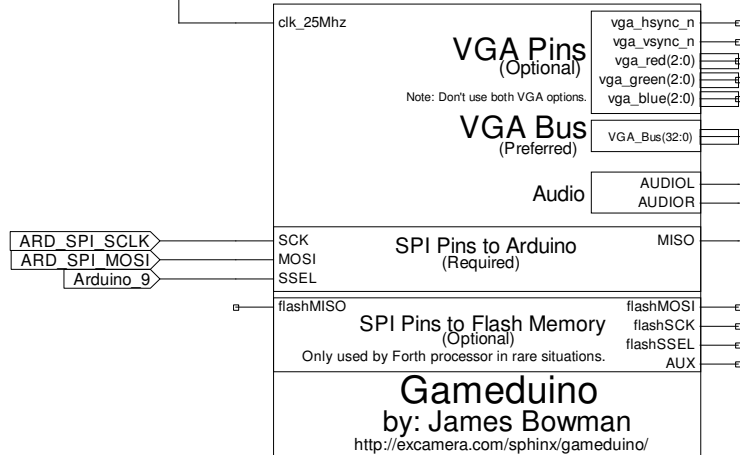 clk_25Mhz
VGA Pins
(Optional)
Note: Don't use both VGA options.
vga_hsync_n
vga_vsync_n
vga_red(2:0)
vga_green(2:0)
vga_blue(2:0)
VGA Bus
(Preferred)
VGA_Bus(32:0)
Audio
AUDIOL
AUDIOR
ARD_SPI_SCLK
ARD_SPI_MOSI
Arduino_9
SCK
MOSI
SSEL
SPI Pins to Arduino
(Required)
MISO
flashMISO
SPI Pins to Flash Memory
(Optional)
Only used by Forth processor in rare situations.
flashMOSI
flashSCK
flashSSEL
AUX
Gameduino
by: James Bowman
http://excamera.com/sphinx/gameduino/